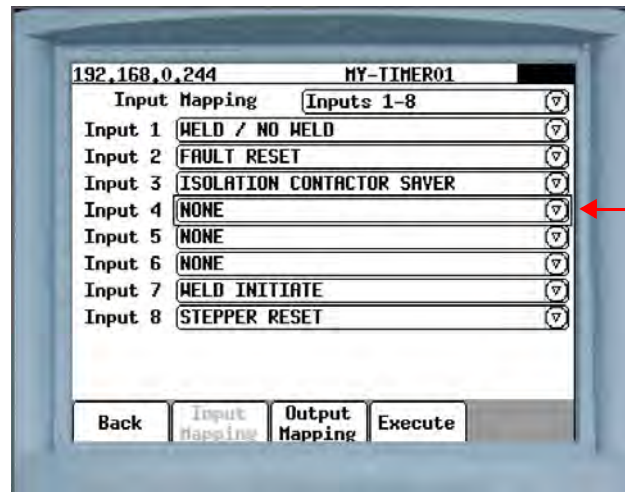 192.168.0.244 MY-TIMER01
Input Mapping Inputs 1-8
Input 1 WELD / NO WELD
Input 2 FAULT RESET
Input 3 ISOLATION CONTACTOR SAVER
Input 4 NONE
Input 5 NONE
Input 6 NONE
Input 7 WELD INITIATE
Input 8 STEPPER RESET
Back Input Mapping Output Mapping Execute